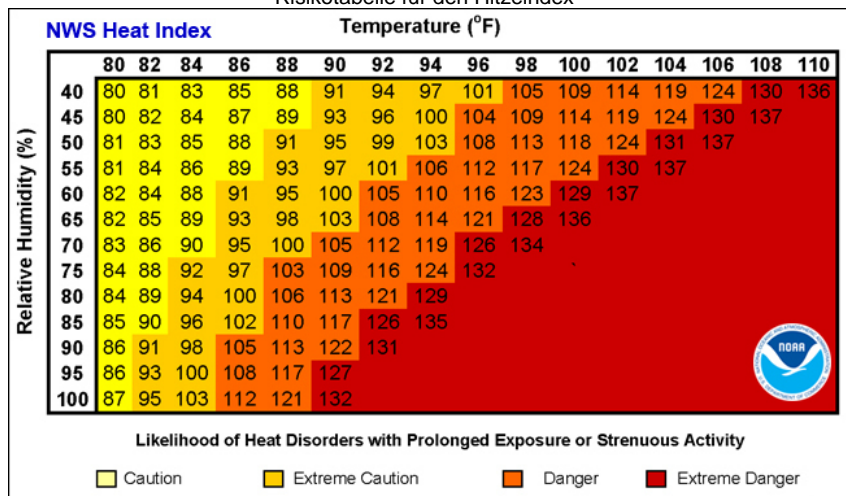 Risikotabelle für den Hitzeindex
NWS Heat Index Temperature (°F)
80 82 84 86 88 90 92 94 96 98 100 102 104 106 108 110
40 80 81 83 85 88 91 94 97 101 105 109 114 119 124 130 136
45 80 82 84 87 89 93 96 100 104 109 114 119 124 130 137
50 81 83 85 88 91 95 99 103 108 113 118 124 131 137
55 81 84 86 89 93 97 101 106 112 117 124 130 137
60 82 84 88 91 95 100 105 110 116 123 129 137
65 82 85 89 93 98 103 108 114 121 128 136
70 83 86 90 95 100 105 112 119 126 134
75 84 88 92 97 103 109 116 124 132
80 84 89 94 100 106 113 121 129
85 85 90 96 102 110 117 126 135
90 86 91 98 105 113 122 131
95 86 93 100 108 117 127
100 87 95 103 112 121 132
Relative Humidity (%)
NOAA
Likelihood of Heat Disorders with Prolonged Exposure or Strenuous Activity
Caution Extreme Caution Danger Extreme Danger